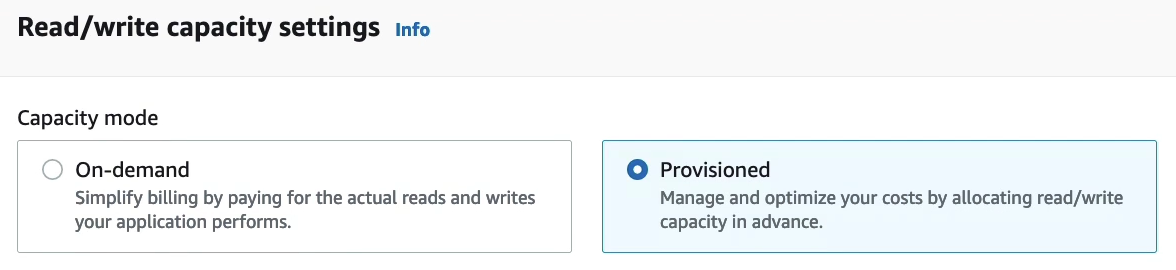 Read/write capacity settings Info
Capacity mode
On-demand
Simplify billing by paying for the actual reads and writes
your application performs.
Provisioned
Manage and optimize your costs by allocating read/write
capacity in advance.